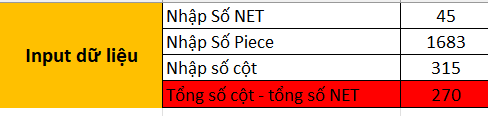 Nhập Số NET 45
Nhập Số Piece 1683
Input dữ liệu
Nhập số cột 315
Tổng số cột - tổng số NET 270